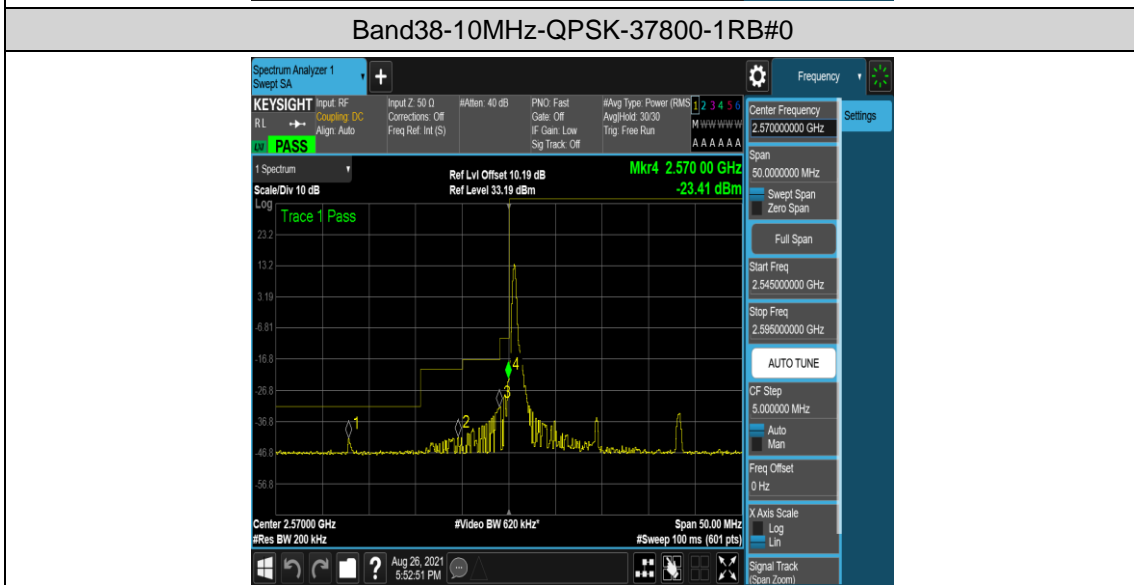 Band38-10MHz-QPSK-37800-1RB#0
Spectrum Analyzer 1
Swept SA
Frequency
KEYSIGHT
RL
PASS
Input: RF
Coupling: DC
Align: Auto
Input Z: 50 Ω
Corrections: Off
Freq Ref: Int (S)
#Atten: 40 dB
PNO: Fast
Gate: Off
IF Gain: Low
Sig Track: Off
#Avg Type: Power (RMS
Avg|Hold: 30/30
Trig: Free Run
1 2 3 4 5 6
M W W W W W
A A A A A A
1 Spectrum
Scale/Div 10 dB
Ref Lvl Offset 10.19 dB
Ref Level 33.19 dBm
Mkr4 2.570 00 GHz
-23.41 dBm
Log
Trace 1 Pass
23.2
13.2
3.19
-6.81
-16.8
-26.8
-36.8
-46.8
-56.8
1
2
3
4
Center 2.57000 GHz
#Video BW 620 kHz*
Span 50.00 MHz
#Res BW 200 kHz
#Sweep 100 ms (601 pts)
Aug 26, 2021
5:52:51 PM
Center Frequency
2.570000000 GHz
Settings
Span
50.0000000 MHz
Swept Span
Zero Span
Full Span
Start Freq
2.545000000 GHz
Stop Freq
2.595000000 GHz
AUTO TUNE
CF Step
5.000000 MHz
Auto
Man
Freq Offset
0 Hz
X Axis Scale
Log
Lin
Signal Track
(Span Zoom)